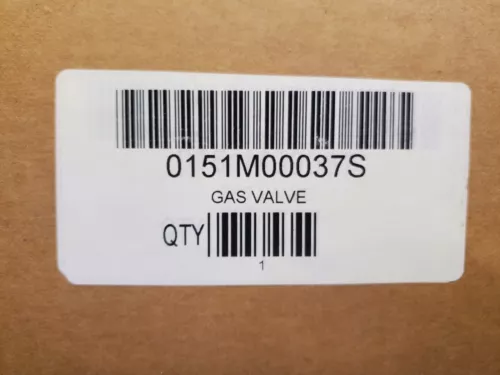 0151M00037S
GAS VALVE
QTY
1